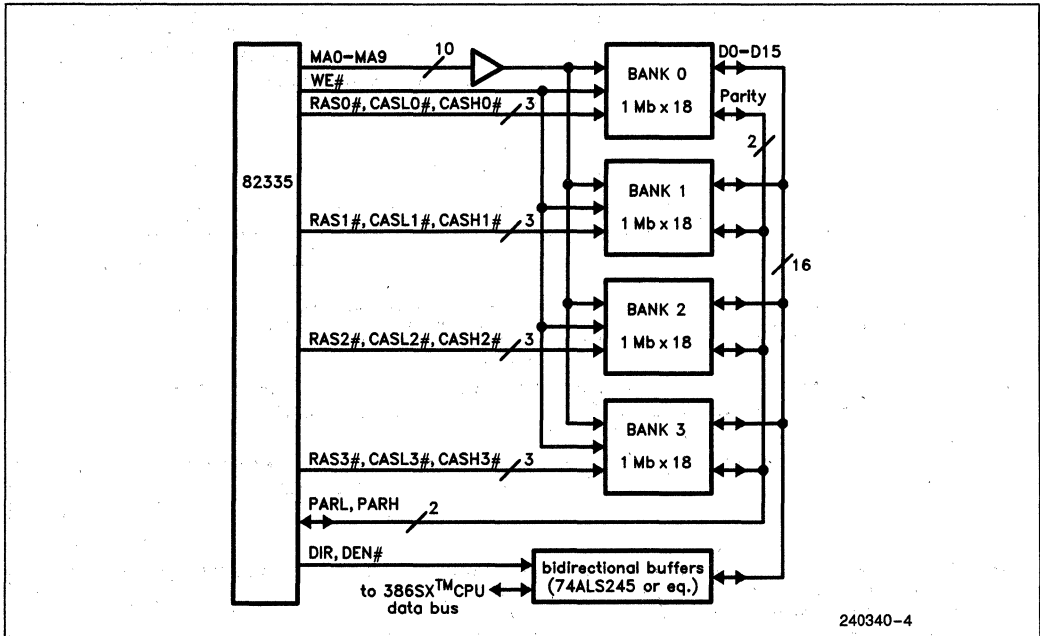 MA0-MA9 10
WE#
RAS0#, CASL0#, CASH0# 3
BANK 0
1 Mb x 18
D0-D15
Parity
2
82335
BANK 1
1 Mb x 18
RAS1#, CASL1#, CASH1# 3
16
BANK 2
1 Mb x 18
RAS2#, CASL2#, CASH2# 3
BANK 3
1 Mb x 18
RAS3#, CASL3#, CASH3# 3
PARL, PARH 2
DIR, DEN#
bidirectional buffers
(74ALS245 or eq.)
to 386SX™CPU
data bus
240340-4